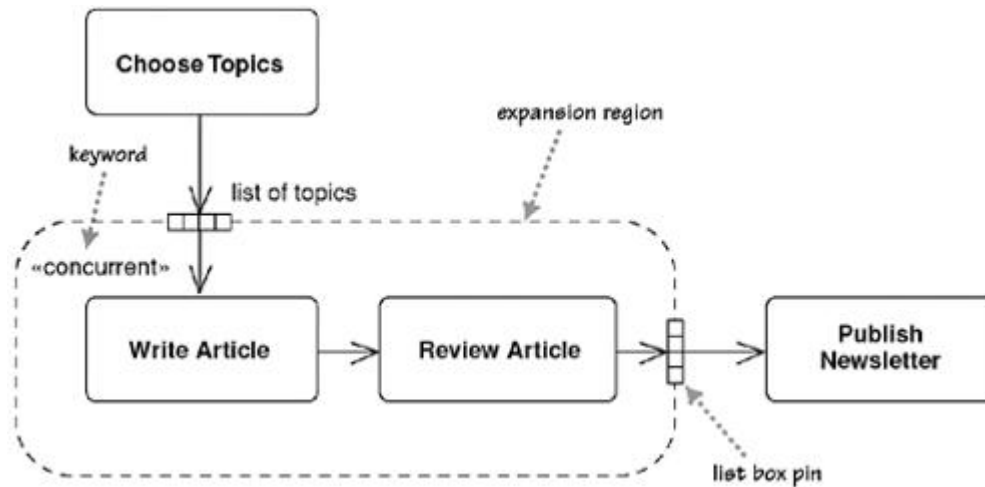 Choose Topics
expansion region
keyword
list of topics
«concurrent»
Write Article
Review Article
Publish
Newsletter
list box pin